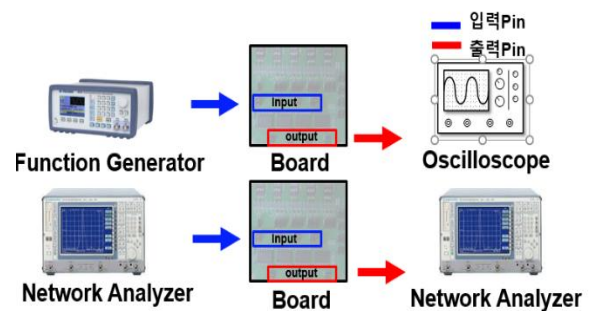 입력Pin
출력Pin
Input
output
Function Generator
Board
Oscilloscope
Input
output
Network Analyzer
Board
Network Analyzer